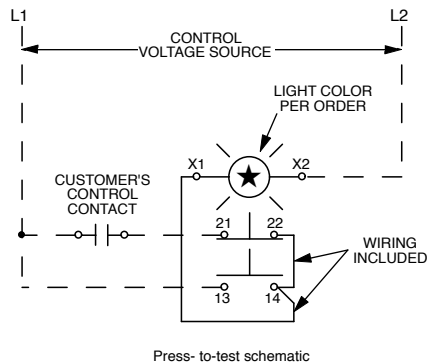 L1
L2
CONTROL
VOLTAGE SOURCE
LIGHT COLOR
PER ORDER
X1
X2
CUSTOMER'S
CONTROL
CONTACT
21
22
WIRING
INCLUDED
13
14
Press- to-test schematic